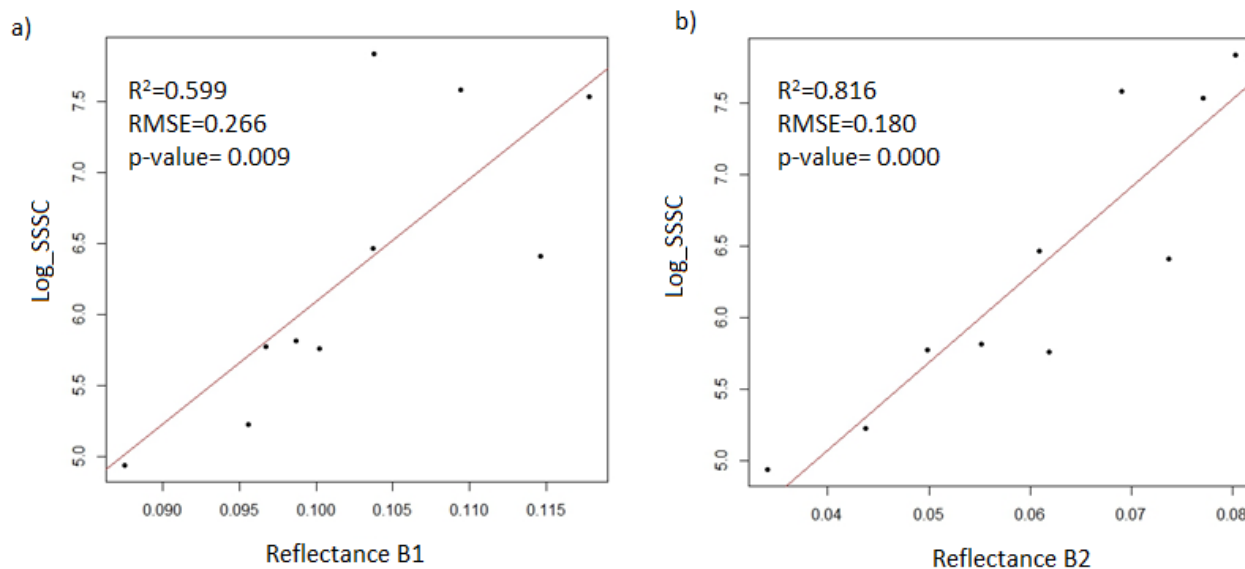 a)
R²=0.599
RMSE=0.266
p-value= 0.009
7.5
7.0
6.5
6.0
5.5
5.0
Log_SSSC
0.090 0.095 0.100 0.105 0.110 0.115
Reflectance B1
b)
R²=0.816
RMSE=0.180
p-value= 0.000
7.5
7.0
6.5
6.0
5.5
5.0
Log_SSSC
0.04 0.05 0.06 0.07 0.08
Reflectance B2